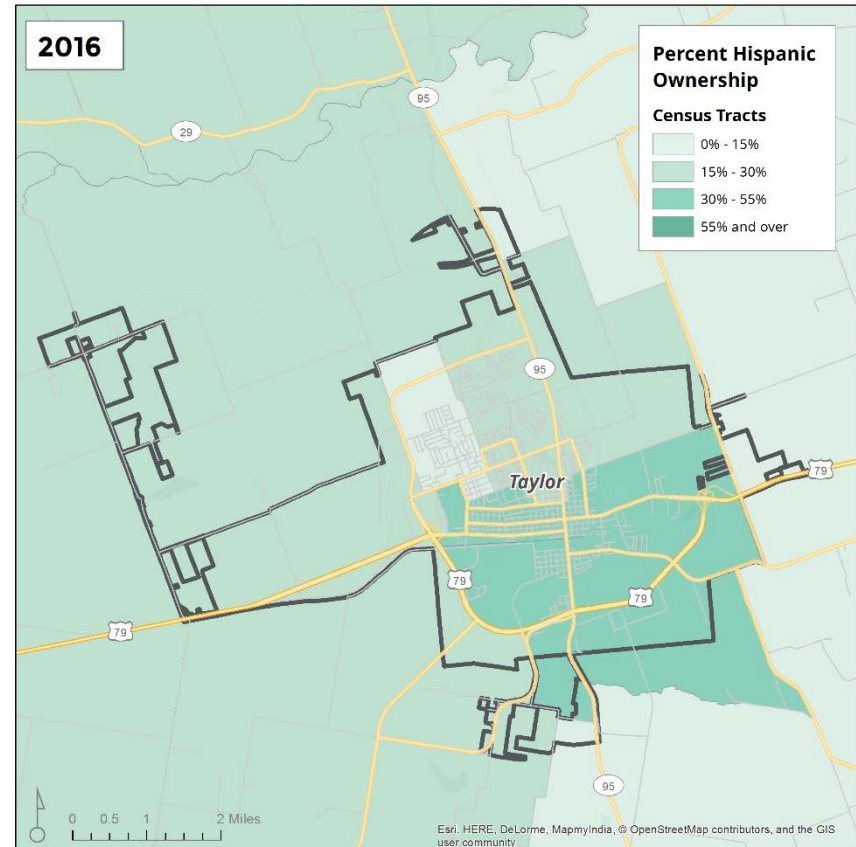 2016
Percent Hispanic
Ownership
Census Tracts
0% - 15%
15% - 30%
30% - 55%
55% and over
95
29
95
Taylor
79
79
79
79
95
0 0.5 1 2 Miles
Esri, HERE, DeLorme, MapmyIndia, © OpenStreetMap contributors, and the GIS
user community